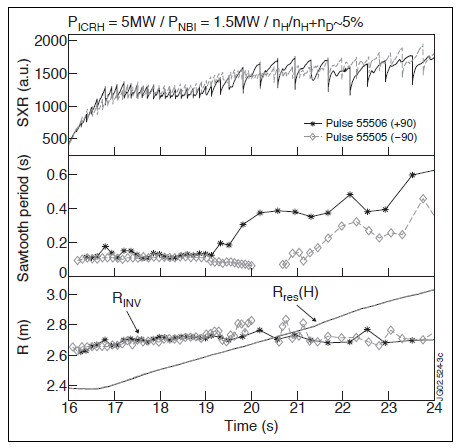 P_ICRH = 5MW / P_NBI = 1.5MW / n_H/n_H+n_D~5%
SXR (a.u.)
2000
1500
1000
500
Pulse 55506 (+90)
Pulse 55505 (−90)
Sawtooth period (s)
0.6
0.4
0.2
0
R (m)
3.0
2.8
2.6
2.4
R_INV
R_res(H)
16 17 18 19 20 21 22 23 24
Time (s)
JG02.524-3c